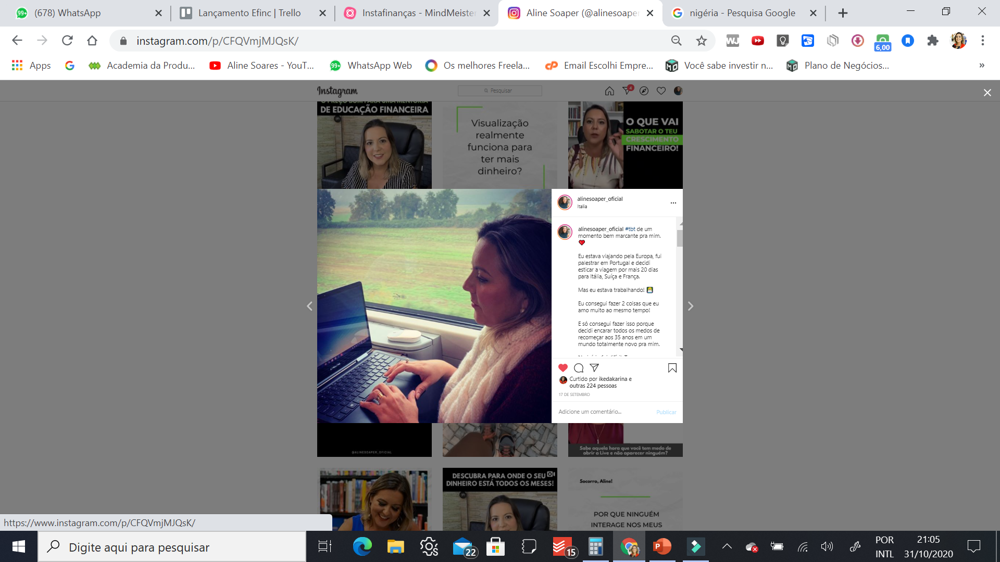 (678) WhatsApp
Lançamento Efinc | Trello
Instafinanças - MindMeister
Aline Soaper (@alinesoaper
nigéria - Pesquisa Google
instagram.com/p/CFQVmjMJQsK/
6,00
Apps
Academia da Produ...
Aline Soares - YouT...
99+
WhatsApp Web
Os melhores Freela...
Email Escolhi Empre...
Você sabe investir n...
Plano de Negócios...
Instagram
Pesquisar
4
DE EDUCAÇÃO FINANCEIRA
Visualização
realmente
funciona para
ter mais
dinheiro?
O QUE VAI
SABOTAR O TEU
CRESCIMENTO
FINANCEIRO!
alinesoaper_oficial
Italia
alinesoaper_oficial #tbt de um
momento bem marcante pra mim.
Eu estava viajando pela Europa, fui
palestrar em Portugal e decidi
esticar a viagem por mais 20 dias
para Itália, Suíça e França.
Mas eu estava trabalhando!
Eu consegui fazer 2 coisas que eu
amo muito ao mesmo tempo!
E só consegui fazer isso porque
decidi encarar todos os medos de
recomeçar aos 35 anos em um
mundo totalmente novo pra mim.
Curtido por ikedakarina e
outras 224 pessoas
17 DE SETEMBRO
Adicione um comentário...
Publicar
@ALINESOAPER_OFICIAL
Sabe aquela hora que você tem medo de
abrir a Live e não aparecer ninguém?
DESCUBRA PARA ONDE O SEU
DINHEIRO ESTÁ TODOS OS MESES!
Socorro, Aline!
POR QUE NINGUÉM
INTERAGE NOS MEUS
https://www.instagram.com/p/CFQVmjMJQsK/
Digite aqui para pesquisar
22
15
POR
INTL
21:05
31/10/2020